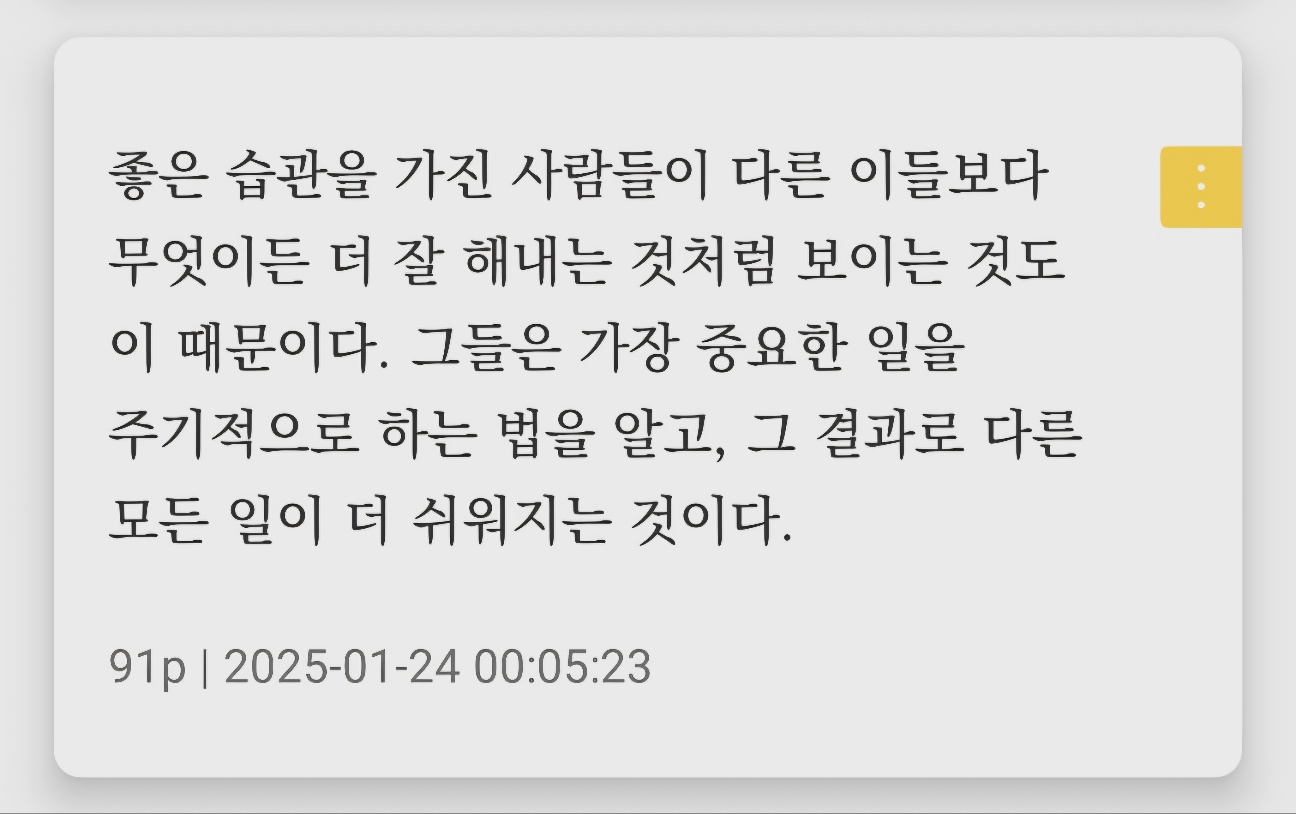 좋은 습관을 가진 사람들이 다른 이들보다
무엇이든 더 잘 해내는 것처럼 보이는 것도
이 때문이다. 그들은 가장 중요한 일을
주기적으로 하는 법을 알고, 그 결과로 다른
모든 일이 더 쉬워지는 것이다.
91p | 2025-01-24 00:05:23